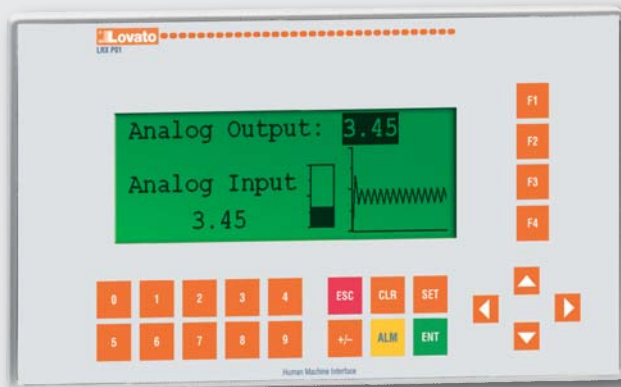 Lovato
LRX P01
Analog Output: 3.45
Analog Input
3.45
F1
F2
F3
F4
0 1 2 3 4 ESC CLR SET
5 6 7 8 9 +/– ALM ENT
Human Machine Interface